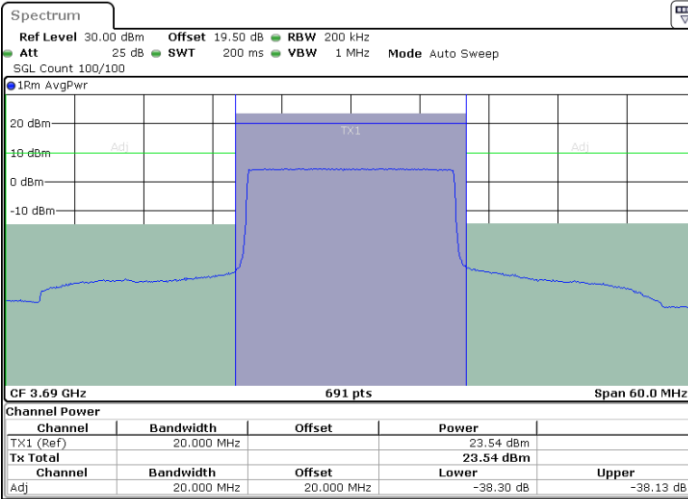 Spectrum
Ref Level 30.00 dBm Offset 19.50 dB RBW 200 kHz
Att 25 dB SWT 200 ms VBW 1 MHz Mode Auto Sweep
SGL Count 100/100
1Rm AvgPwr
20 dBm
TX1
Adj
Adj
10 dBm
0 dBm
-10 dBm
CF 3.69 GHz 691 pts Span 60.0 MHz
Channel Power
Channel Bandwidth Offset Power
TX1 (Ref) 20.000 MHz 23.54 dBm
Tx Total 23.54 dBm
Channel Bandwidth Offset Lower Upper
Adj 20.000 MHz 20.000 MHz -38.30 dB -38.13 dB